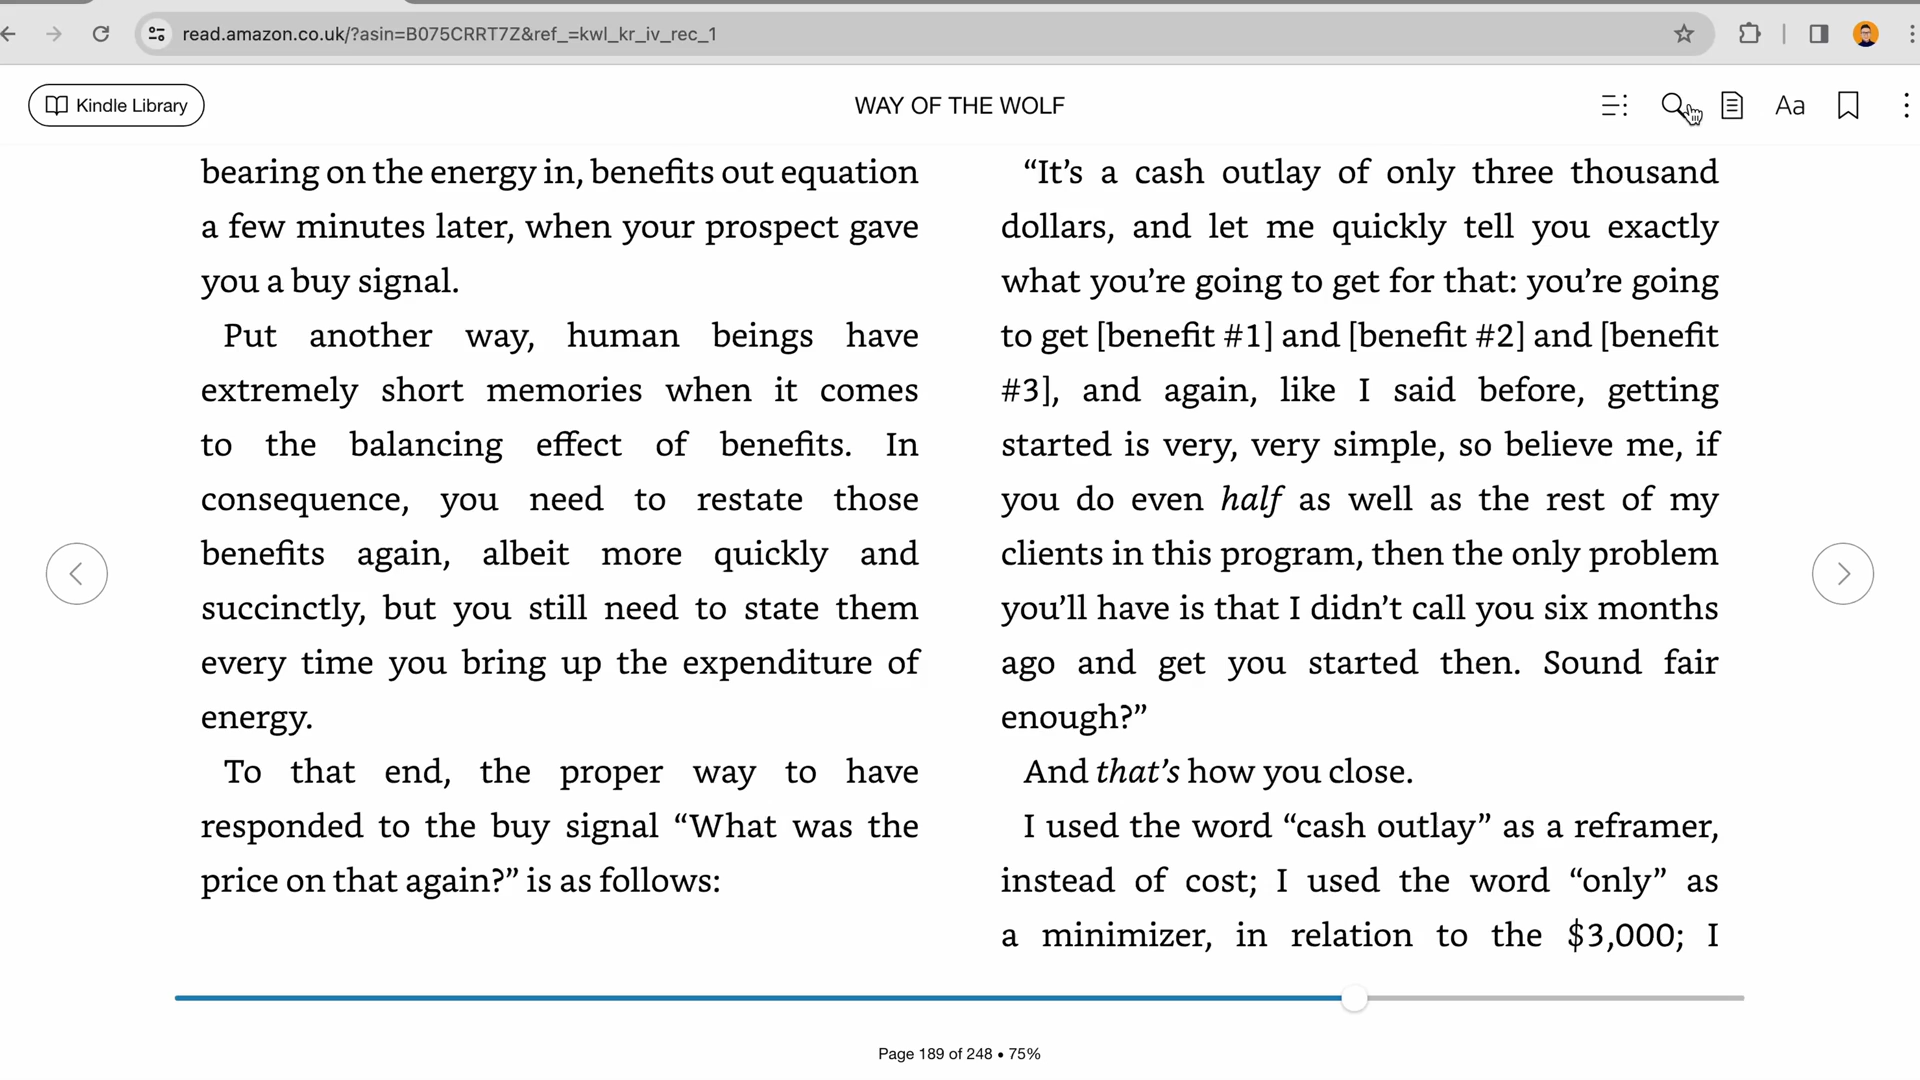 read.amazon.co.uk/?asin=B075CRRT7Z&ref_=kwl_kr_iv_rec_1
Kindle Library
WAY OF THE WOLF
Aa
bearing on the energy in, benefits out equation
a few minutes later, when your prospect gave
you a buy signal.
Put another way, human beings have
extremely short memories when it comes
to the balancing effect of benefits. In
consequence, you need to restate those
benefits again, albeit more quickly and
succinctly, but you still need to state them
every time you bring up the expenditure of
energy.
To that end, the proper way to have
responded to the buy signal “What was the
price on that again?” is as follows:
“It’s a cash outlay of only three thousand
dollars, and let me quickly tell you exactly
what you’re going to get for that: you’re going
to get [benefit #1] and [benefit #2] and [benefit
#3], and again, like I said before, getting
started is very, very simple, so believe me, if
you do even half as well as the rest of my
clients in this program, then the only problem
you’ll have is that I didn’t call you six months
ago and get you started then. Sound fair
enough?”
And that’s how you close.
I used the word “cash outlay” as a reframer,
instead of cost; I used the word “only” as
a minimizer, in relation to the $3,000; I
Page 189 of 248 • 75%